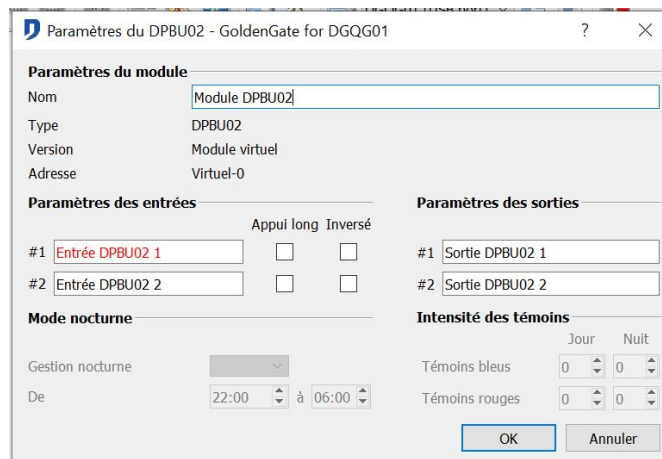 Paramètres du DPBU02 - GoldenGate for DGQG01 ?
Paramètres du module
Nom Module DPBU02
Type DPBU02
Version Module virtuel
Adresse Virtuel-0
Paramètres des entrées
Appui long Inversé
#1 Entrée DPBU02 1
#2 Entrée DPBU02 2
Paramètres des sorties
#1 Sortie DPBU02 1
#2 Sortie DPBU02 2
Mode nocturne
Gestion nocturne
De 22:00 à 06:00
Intensité des témoins
Jour Nuit
Témoins bleus 0 0
Témoins rouges 0 0
OK Annuler